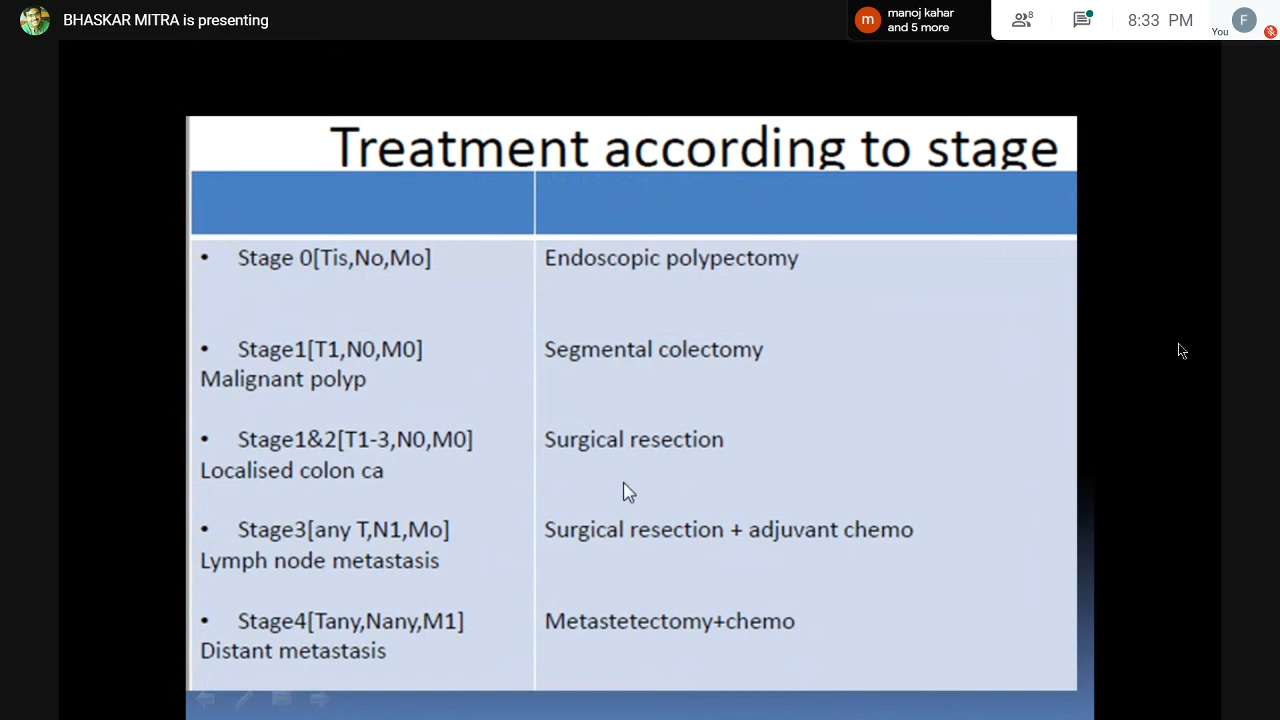 BHASKAR MITRA is presenting
m
manoj kahar
and 5 more
8
8:33 PM
You
F
Treatment according to stage
• Stage 0[Tis,No,Mo]
Endoscopic polypectomy
• Stage1[T1,N0,M0]
Malignant polyp
Segmental colectomy
• Stage1&2[T1-3,N0,M0]
Localised colon ca
Surgical resection
• Stage3[any T,N1,Mo]
Lymph node metastasis
Surgical resection + adjuvant chemo
• Stage4[Tany,Nany,M1]
Distant metastasis
Metastetectomy+chemo